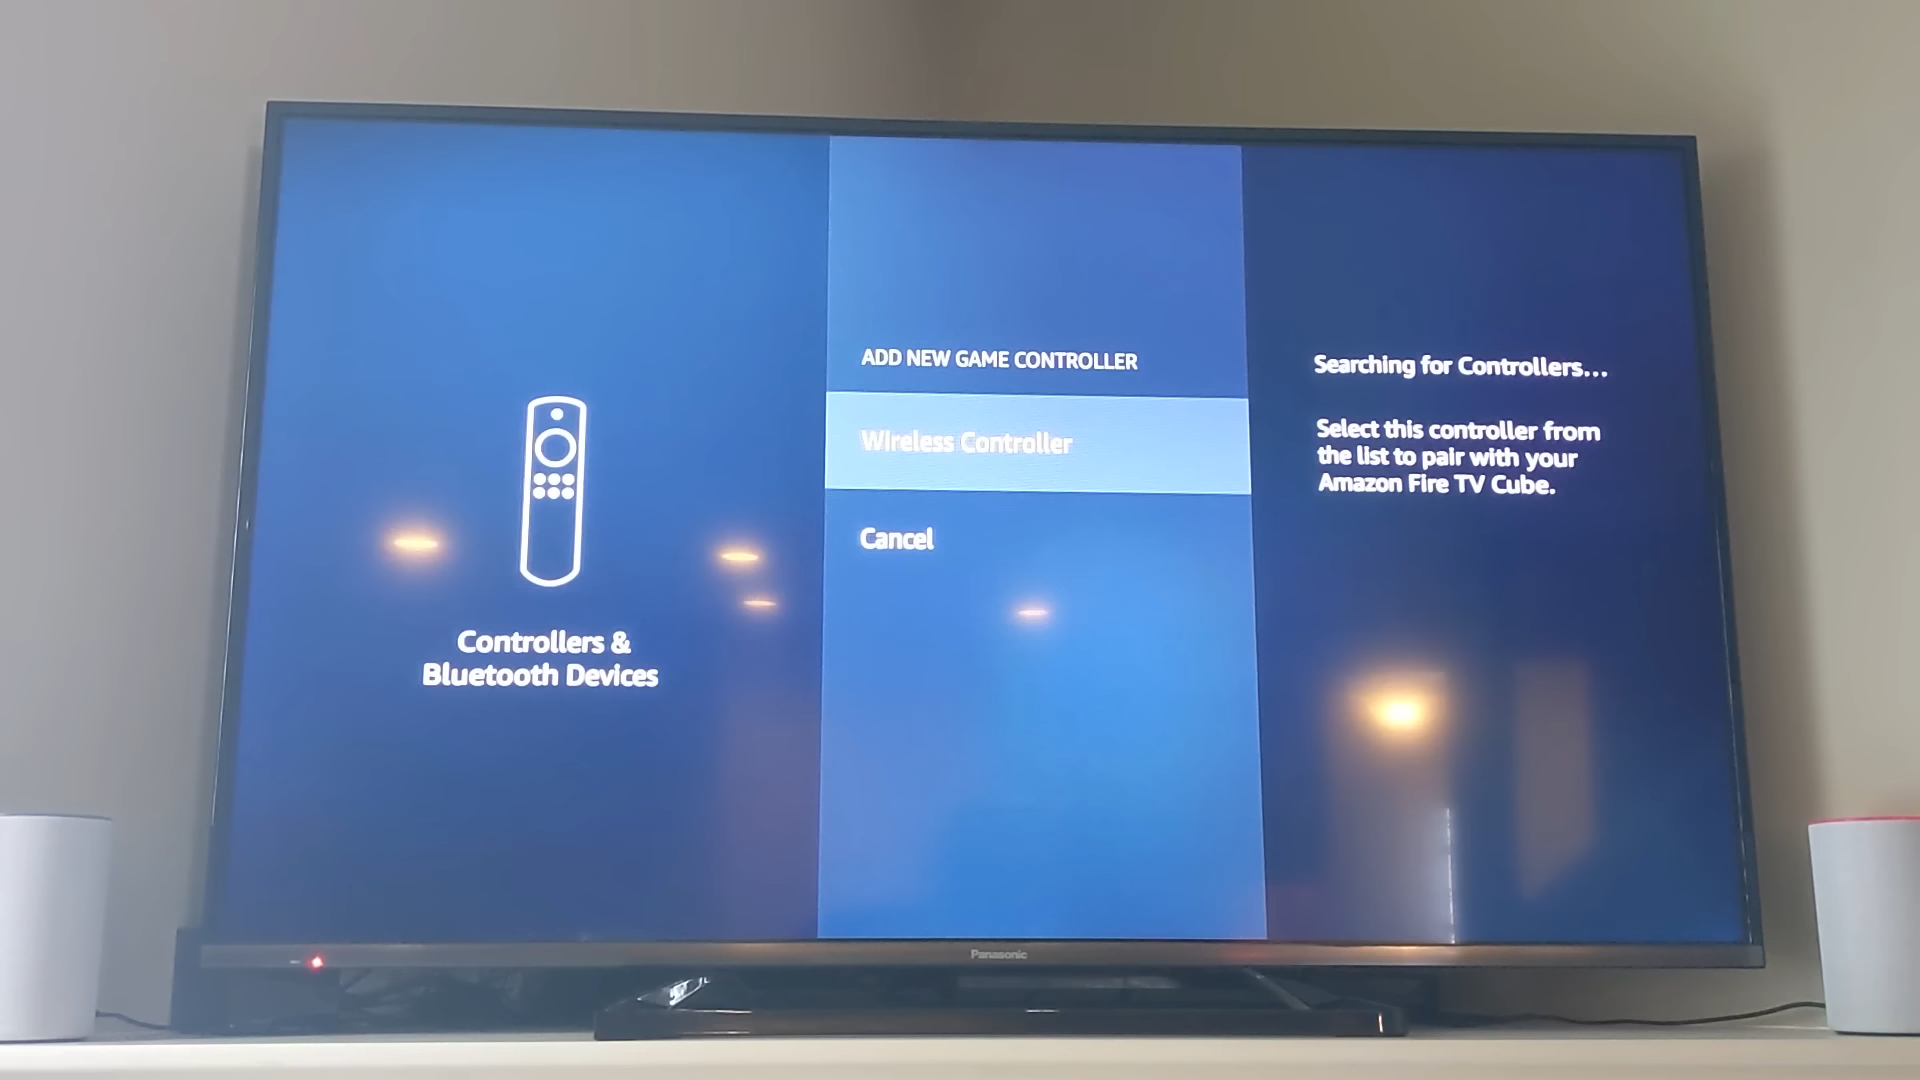 Controllers &
Bluetooth Devices
ADD NEW GAME CONTROLLER
Wireless Controller
Cancel
Searching for Controllers...
Select this controller from
the list to pair with your
Amazon Fire TV Cube.
Panasonic